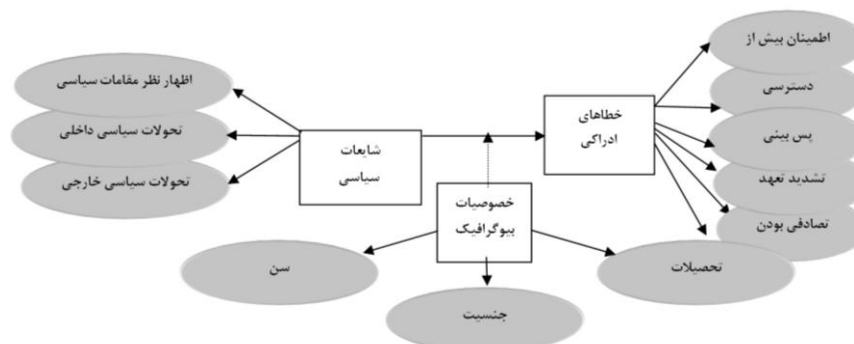 اطمینان بیش از
دسترسی
پس بینی
تشدید تعهد
تصادفی بودن
خطاهای
ادراکی
شایعات
سیاسی
اظهار نظر مقامات سیاسی
تحولات سیاسی داخلی
تحولات سیاسی خارجی
خصوصیات
بیوگرافیک
تحصیلات
جنسیت
سن